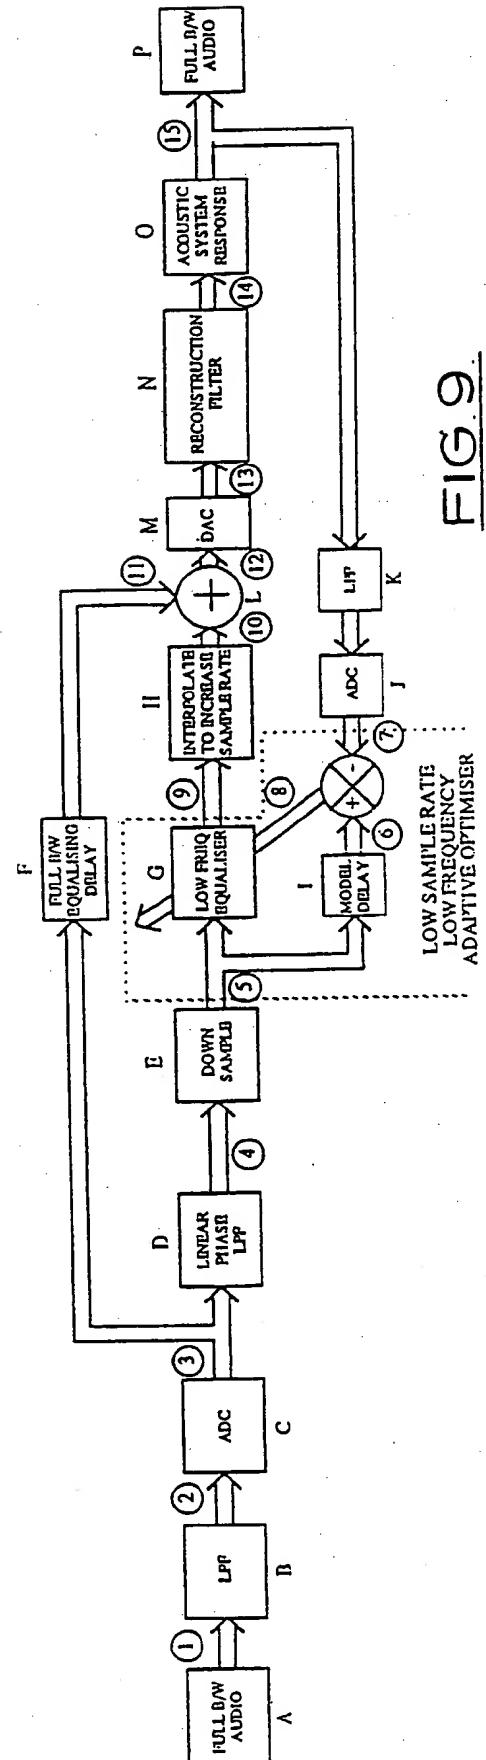 FULL B/W
AUDIO
A
1
LPF
B
2
ADC
C
3
LINEAR
PHASE
LPF
D
4
DOWN
SAMPLE
E
5
FULL B/W
EQUALISING
DELAY
F
LOW FREQ
EQUALISER
G
MODEL
DELAY
I
6
+
-
7
8
9
LOW SAMPLE RATE
LOW FREQUENCY
ADAPTIVE OPTIMISER
INTERPOLATE
TO INCREASE
SAMPLE RATE
H
ADC
J
LPF
K
10
11
+
L
12
DAC
M
13
RECONSTRUCTION
FILTER
N
14
ACOUSTIC
SYSTEM
RESPONSE
O
15
FULL B/W
AUDIO
P
FIG. 9.